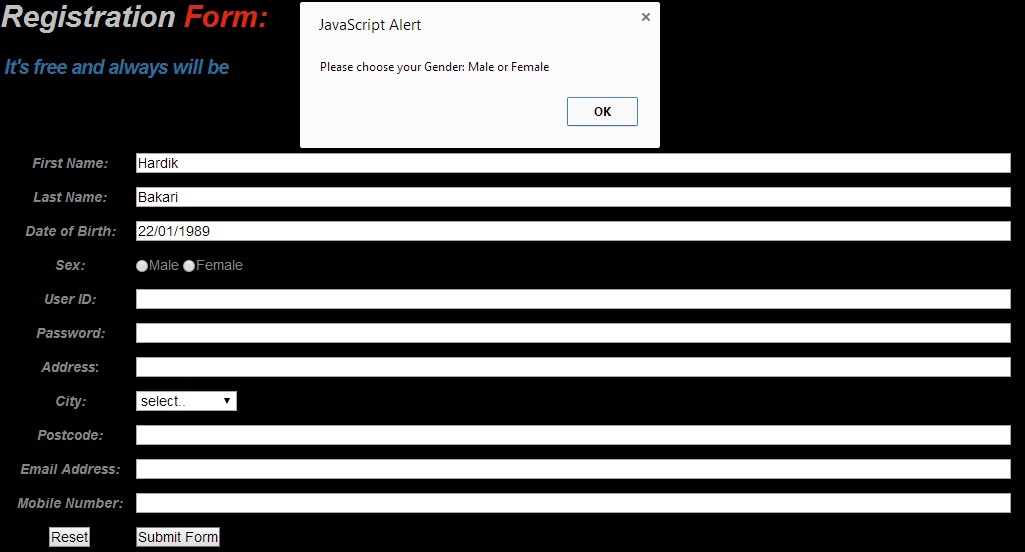 Registration Form:
It's free and always will be
JavaScript Alert
×
Please choose your Gender: Male or Female
OK
First Name: Hardik
Last Name: Bakari
Date of Birth: 22/01/1989
Sex: Male Female
User ID:
Password:
Address:
City: select..
Postcode:
Email Address:
Mobile Number:
Reset Submit Form